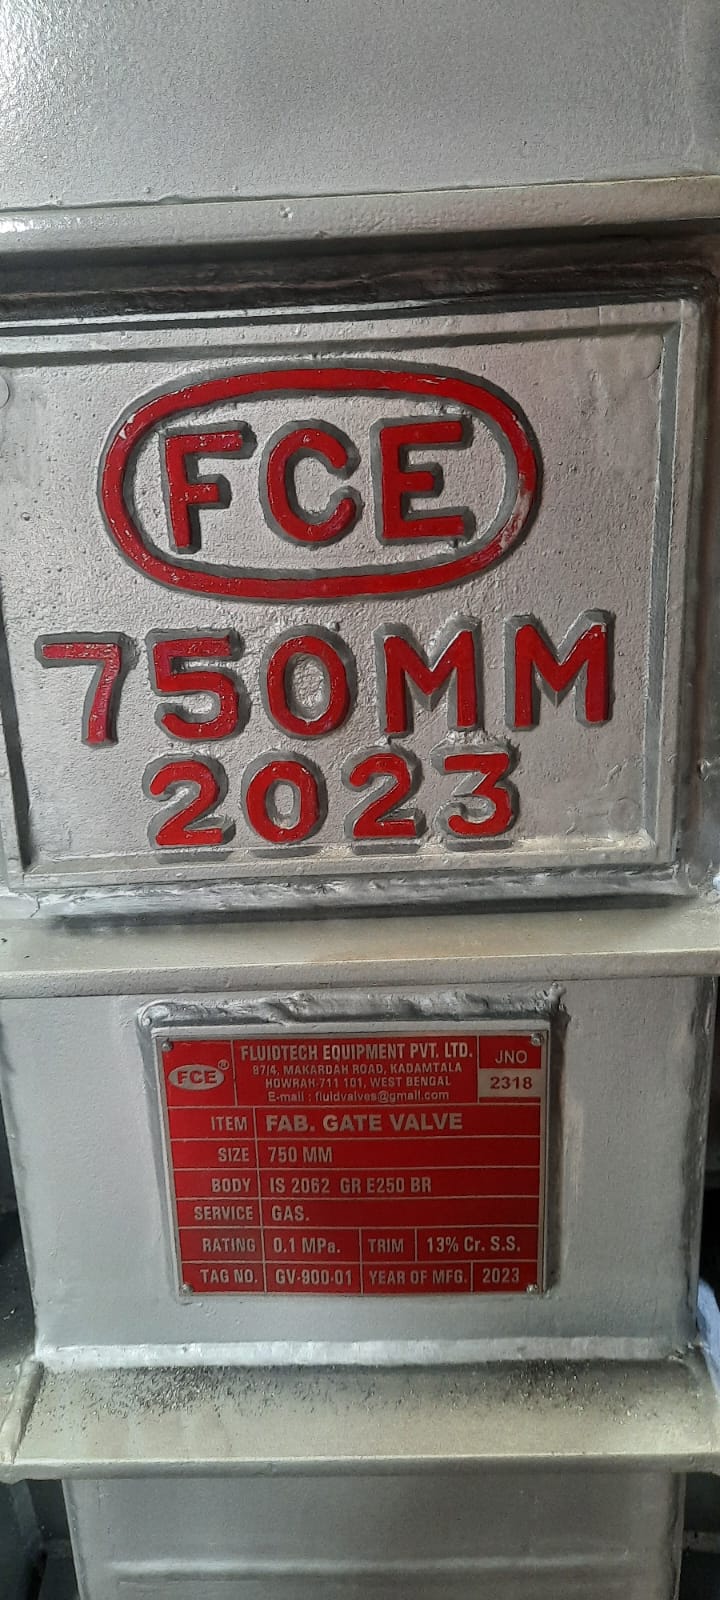 FCE
750MM
2023
FCE ®
FLUIDTECH EQUIPMENT PVT. LTD.
87/4, MAKARDAH ROAD, KADAMTALA
HOWRAH-711 101, WEST BENGAL
E-mail : fluidvalves@gmail.com
JNO
2318
ITEM FAB. GATE VALVE
SIZE 750 MM
BODY IS 2062 GR E250 BR
SERVICE GAS.
RATING 0.1 MPa. TRIM 13% Cr. S.S.
TAG NO. GV-900-01 YEAR OF MFG. 2023